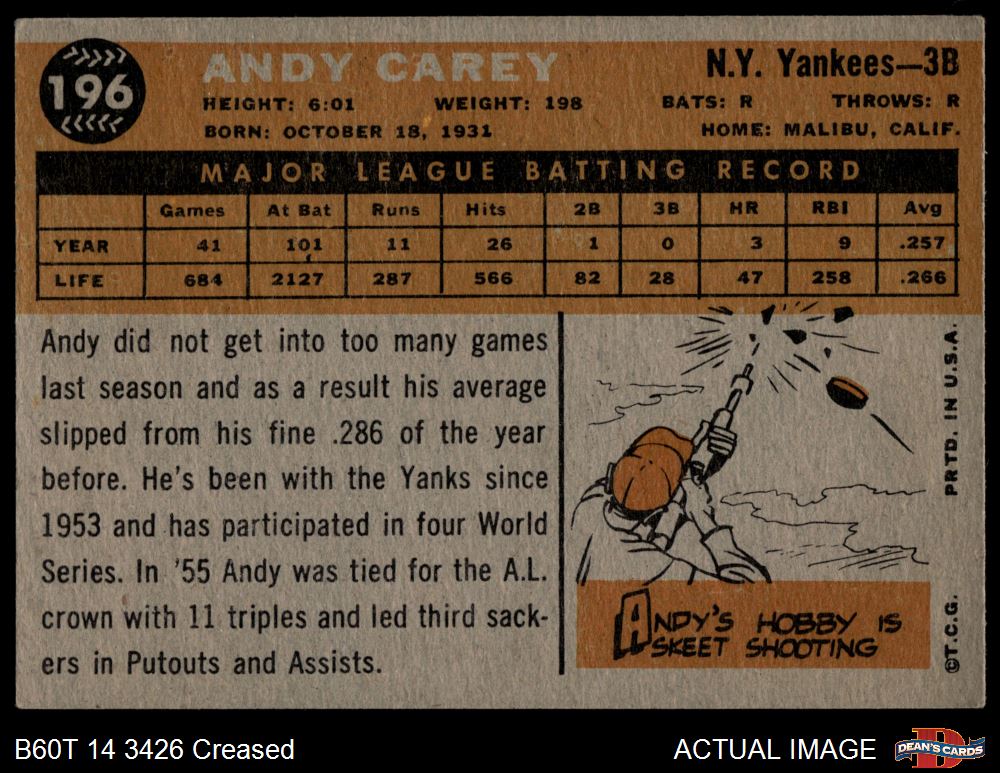 196
ANDY CAREY
N.Y. Yankees—3B
HEIGHT: 6:01 WEIGHT: 198 BATS: R THROWS: R
BORN: OCTOBER 18, 1931 HOME: MALIBU, CALIF.
MAJOR LEAGUE BATTING RECORD
Games At Bat Runs Hits 2B 3B HR RBI Avg
YEAR 41 101 11 26 1 0 3 9 .257
LIFE 684 2127 287 566 82 28 47 258 .266
Andy did not get into too many games
last season and as a result his average
slipped from his fine .286 of the year
before. He's been with the Yanks since
1953 and has participated in four World
Series. In '55 Andy was tied for the A.L.
crown with 11 triples and led third sack-
ers in Putouts and Assists.
ANDY'S HOBBY IS
SKEET SHOOTING
©T.C.G. PRTD. IN U.S.A.
B60T 14 3426 Creased
ACTUAL IMAGE
D
DEAN'S CARDS